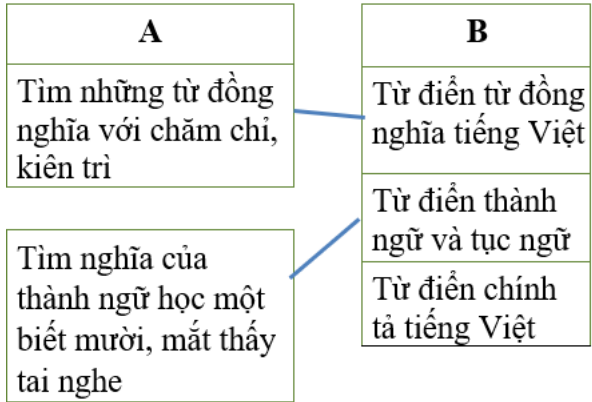 A
Tìm những từ đồng
nghĩa với chăm chỉ,
kiên trì
Tìm nghĩa của
thành ngữ học một
biết mười, mắt thấy
tai nghe
B
Từ điển từ đồng
nghĩa tiếng Việt
Từ điển thành
ngữ và tục ngữ
Từ điển chính
tả tiếng Việt